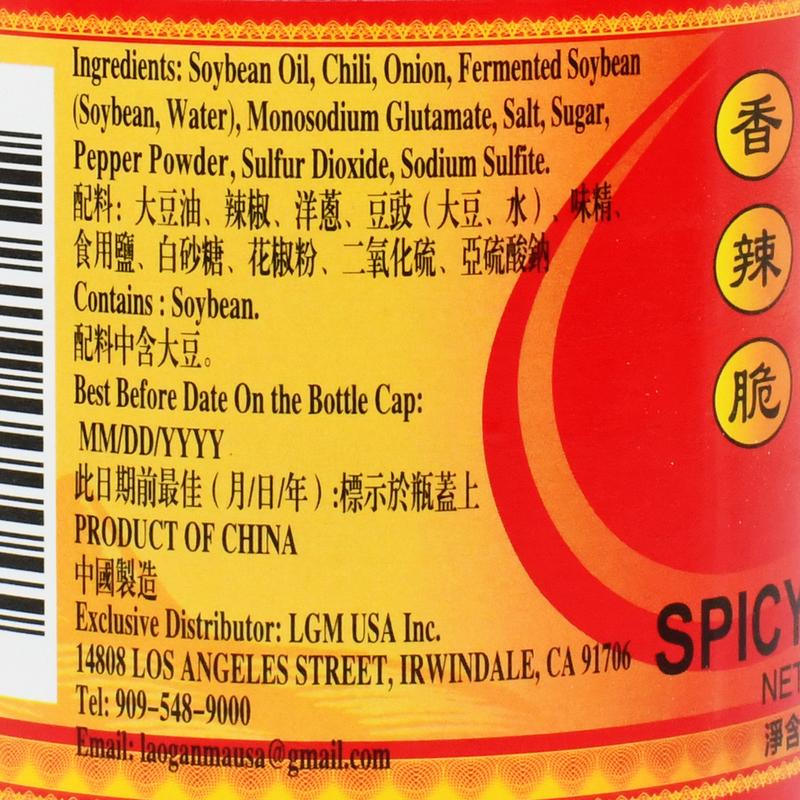 Ingredients: Soybean Oil, Chili, Onion, Fermented Soybean
(Soybean, Water), Monosodium Glutamate, Salt, Sugar,
Pepper Powder, Sulfur Dioxide, Sodium Sulfite.
配料: 大豆油、辣椒、洋蔥、豆豉（大豆、水）、味精、
食用鹽、白砂糖、花椒粉、二氧化硫、亞硫酸鈉
Contains : Soybean.
配料中含大豆。
Best Before Date On the Bottle Cap:
MM/DD/YYYY
此日期前最佳（月/日/年）:標示於瓶蓋上
PRODUCT OF CHINA
中國製造
Exclusive Distributor: LGM USA Inc.
14808 LOS ANGELES STREET, IRWINDALE, CA 91706
Tel: 909-548-9000
Email: laoganmausa@gmail.com
香
辣
脆
SPICY
NET
淨含